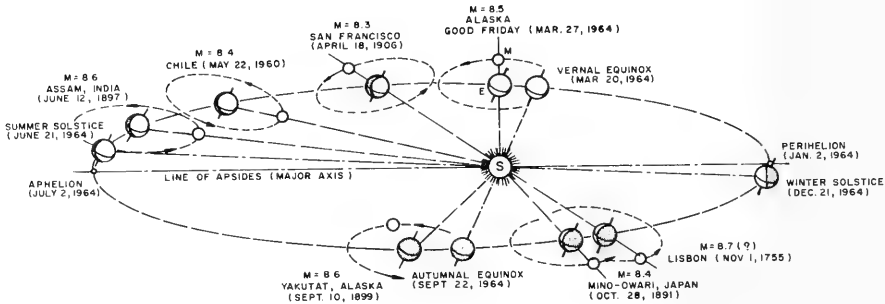 M = 8.5
ALASKA
GOOD FRIDAY (MAR. 27, 1964)
M = 8.3
SAN FRANCISCO
(APRIL 18, 1906)
M = 8 4
CHILE (MAY 22, 1960)
M = 8 6
ASSAM, INDIA
(JUNE 12, 1897)
SUMMER SOLSTICE
(JUNE 21, 1964)
M
E
VERNAL EQUINOX
(MAR 20, 1964)
S
PERIHELION
(JAN. 2, 1964)
WINTER SOLSTICE
(DEC. 21, 1964)
APHELION
(JULY 2, 1964)
LINE OF APSIDES (MAJOR AXIS)
M = 8 6
YAKUTAT, ALASKA
(SEPT. 10, 1899)
AUTUMNAL EQUINOX
(SEPT 22, 1964)
M = 8.7 (?)
LISBON (NOV 1, 1755)
M = 8.4
MINO-OWARI, JAPAN
(OCT. 28, 1891)